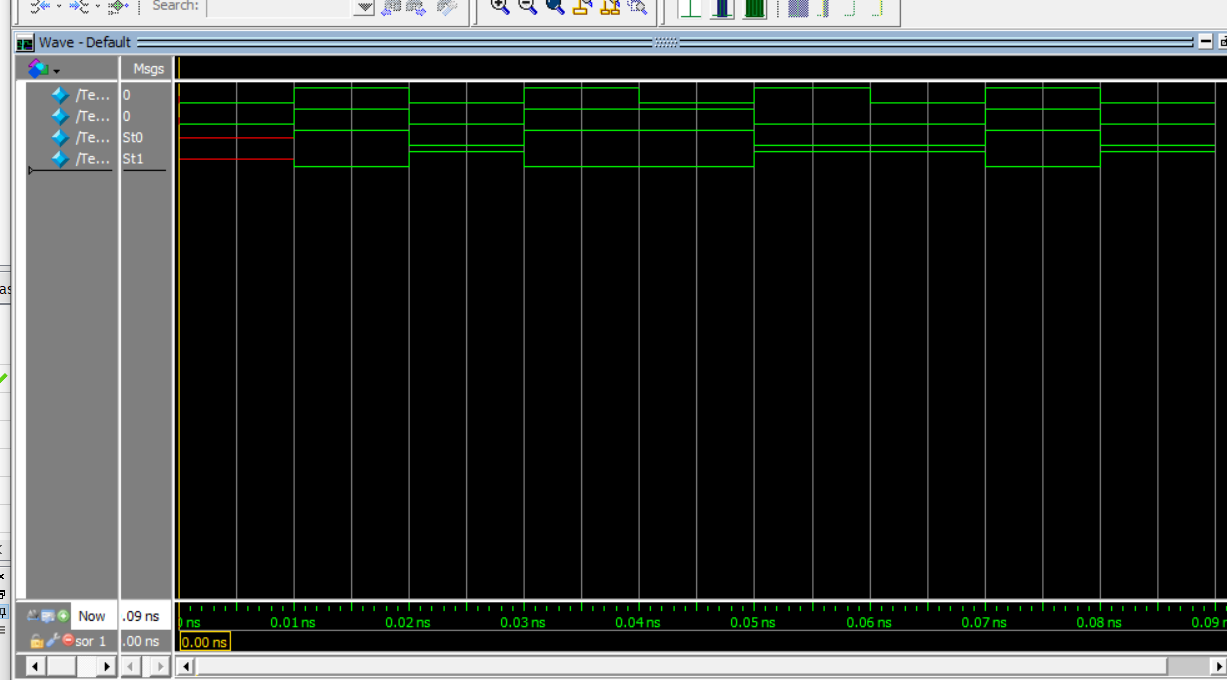 Search:
Wave - Default
Msgs
/Te... 0
/Te... 0
/Te... St0
/Te... St1
Now .09 ns
0.01 ns 0.02 ns 0.03 ns 0.04 ns 0.05 ns 0.06 ns 0.07 ns 0.08 ns 0.09
sor 1 .00 ns 0.00 ns